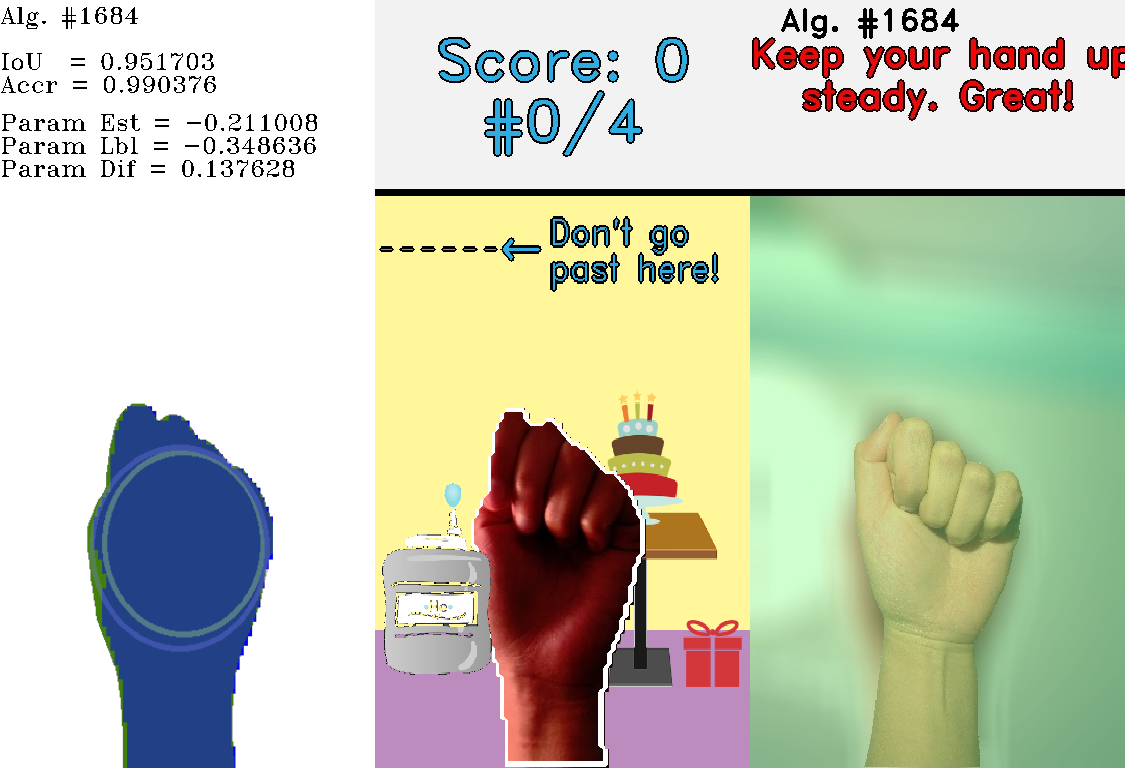 Alg. #1684
IoU = 0.951703
Accr = 0.990376
Param Est = −0.211008
Param Lbl = −0.348636
Param Dif = 0.137628
Score: 0
#0/4
Don't go
past here!
Alg. #1684
Keep your hand up
steady. Great!